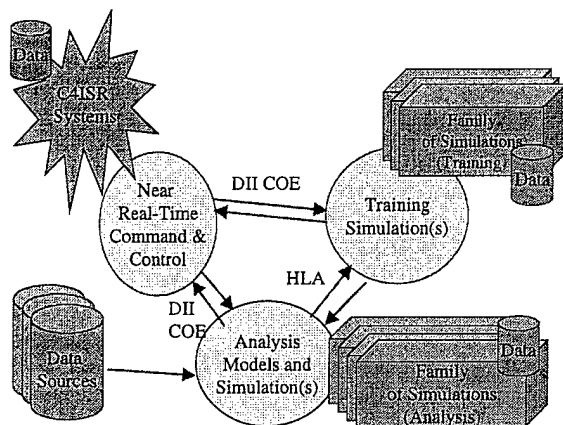 Data
C4ISR
Systems
Family
of Simulations
(Training)
Data
Near
Real-Time
Command &
Control
DII COE
Training
Simulation(s)
HLA
DII
COE
Data
Sources
Analysis
Models and
Simulation(s)
Data
Family
of Simulations
(Analysis)